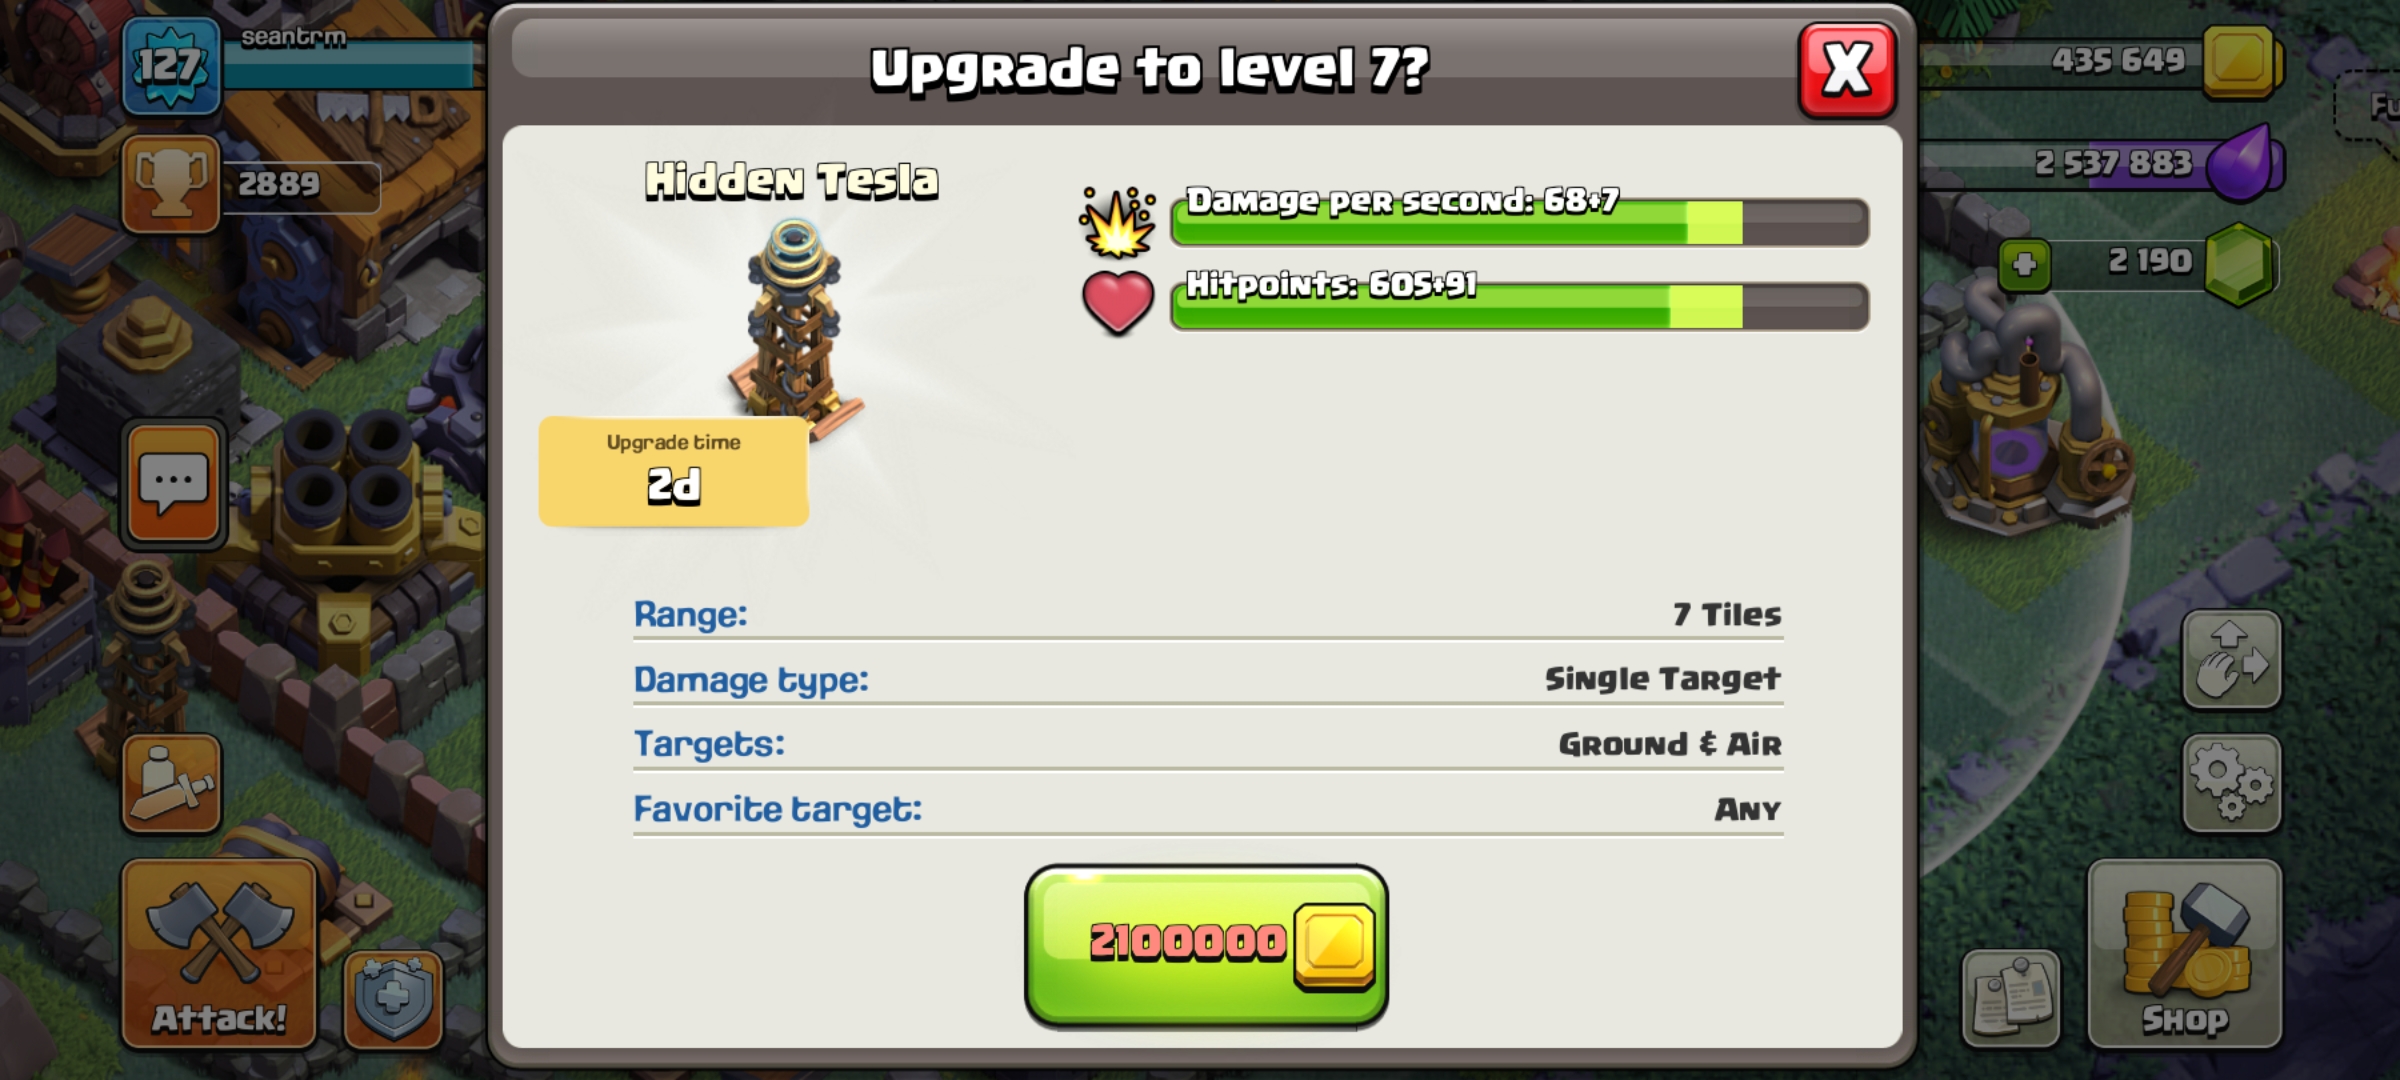 127
seantrm
2889
Upgrade to level 7?
X
435 649
2 537 883
2 190
Hidden Tesla
Damage per second: 68+7
Hitpoints: 605+91
Upgrade time
2d
Range: 7 Tiles
Damage type: Single Target
Targets: Ground & Air
Favorite target: Any
2100000
Attack!
Shop